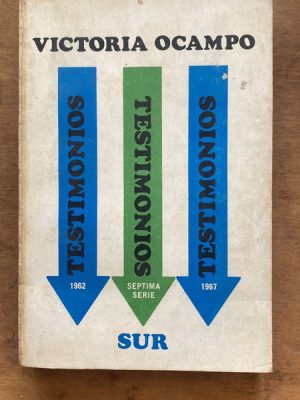 VICTORIA OCAMPO
TESTIMONIOS
1962
TESTIMONIOS
SEPTIMA
SERIE
TESTIMONIOS
1967
SUR